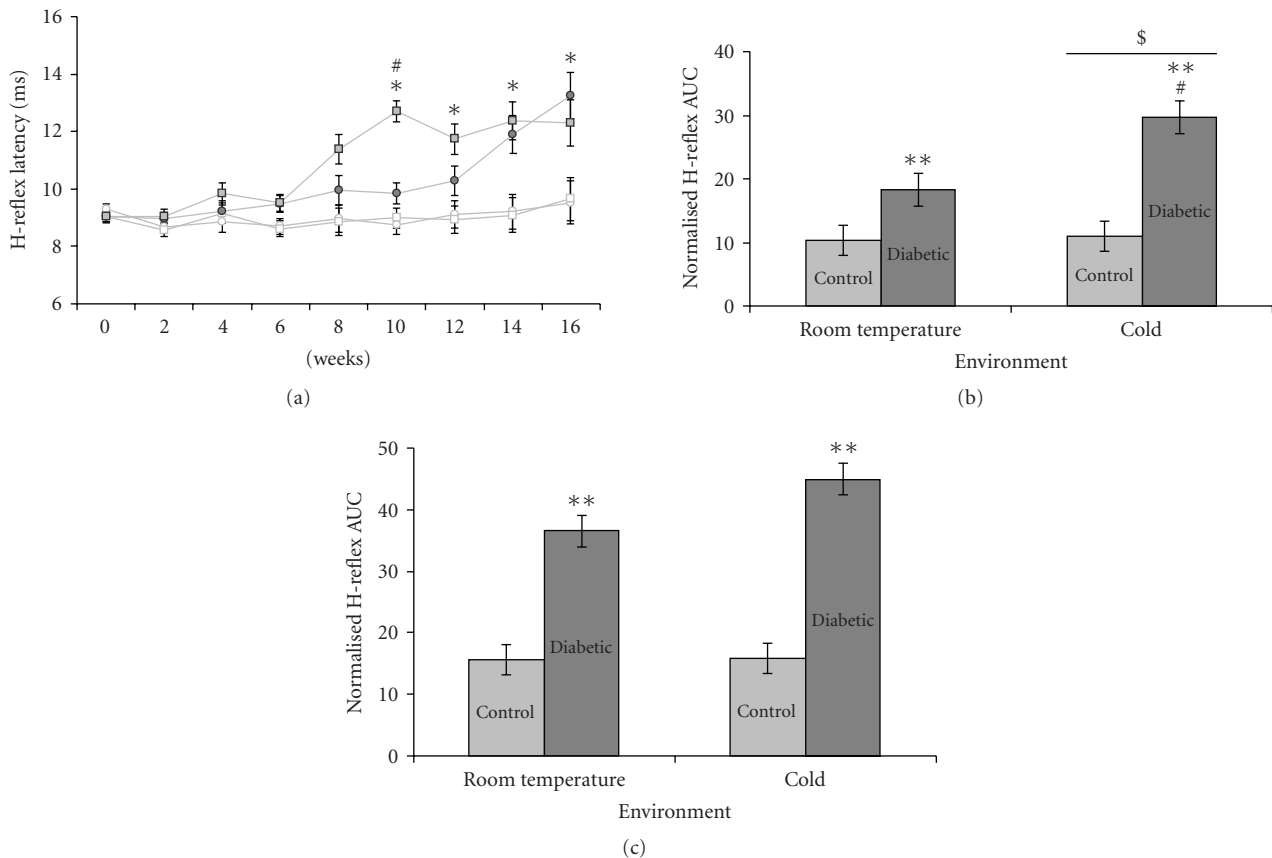 16
14
12
10
8
6
H-reflex latency (ms)
#
*
*
*
*
0 2 4 6 8 10 12 14 16
(weeks)
(a)
40
30
20
10
0
Normalised H-reflex AUC
$
**
**
#
Control
Diabetic
Control
Diabetic
Room temperature Cold
Environment
(b)
50
40
30
20
10
0
Normalised H-reflex AUC
**
**
Control
Diabetic
Control
Diabetic
Room temperature Cold
Environment
(c)